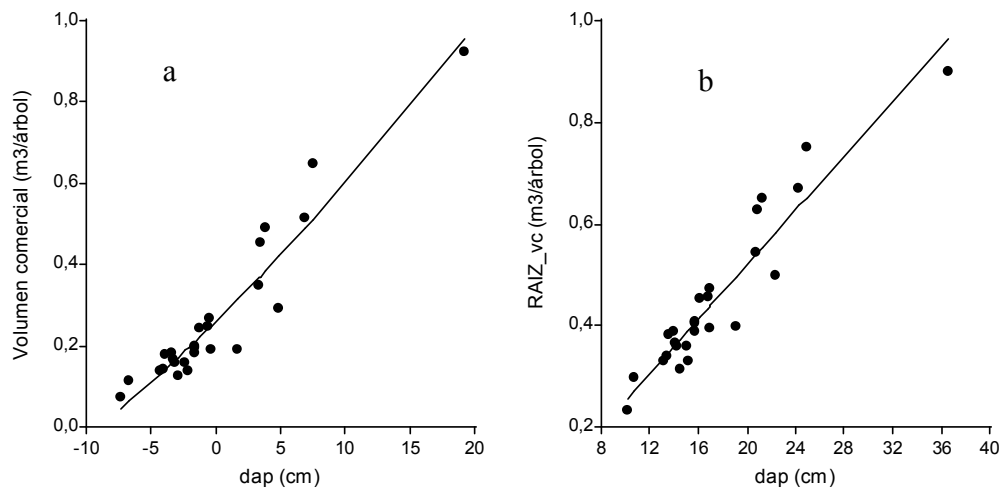 1,0
0,8
0,6
0,4
0,2
0,0
Volumen comercial (m3/árbol)
a
-10 -5 0 5 10 15 20
dap (cm)
1,0
0,8
0,6
0,4
0,2
RAIZ_vc (m3/árbol)
b
8 12 16 20 24 28 32 36 40
dap (cm)